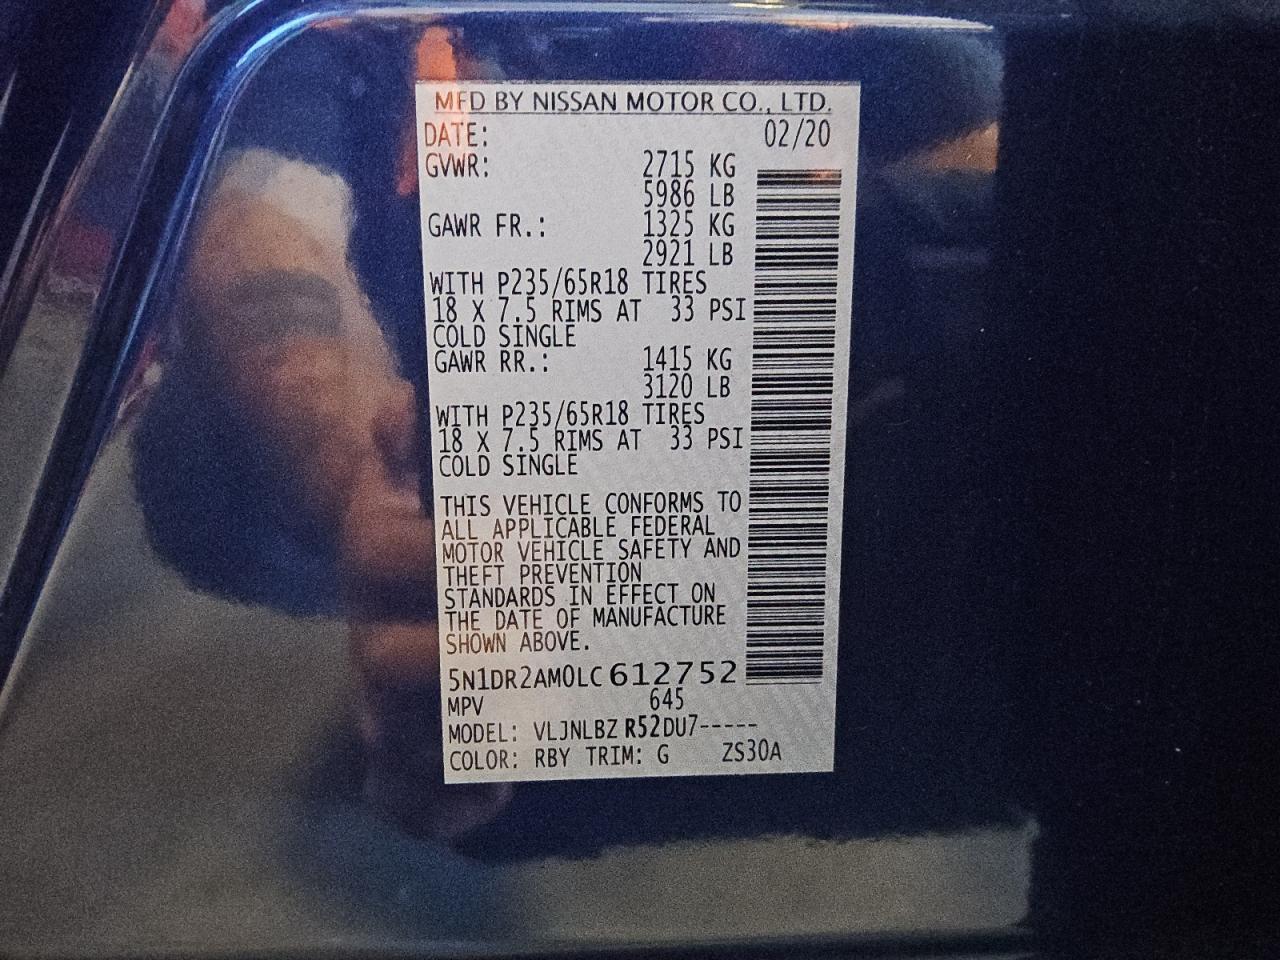 MFD BY NISSAN MOTOR CO., LTD.
DATE: 02/20
GVWR: 2715 KG
5986 LB
GAWR FR.: 1325 KG
2921 LB
WITH P235/65R18 TIRES
18 X 7.5 RIMS AT 33 PSI
COLD SINGLE
GAWR RR.: 1415 KG
3120 LB
WITH P235/65R18 TIRES
18 X 7.5 RIMS AT 33 PSI
COLD SINGLE
THIS VEHICLE CONFORMS TO
ALL APPLICABLE FEDERAL
MOTOR VEHICLE SAFETY AND
THEFT PREVENTION
STANDARDS IN EFFECT ON
THE DATE OF MANUFACTURE
SHOWN ABOVE.
5N1DR2AM0LC612752
MPV 645
MODEL: VLJNLBZ R52DU7-----
COLOR: RBY TRIM: G ZS30A